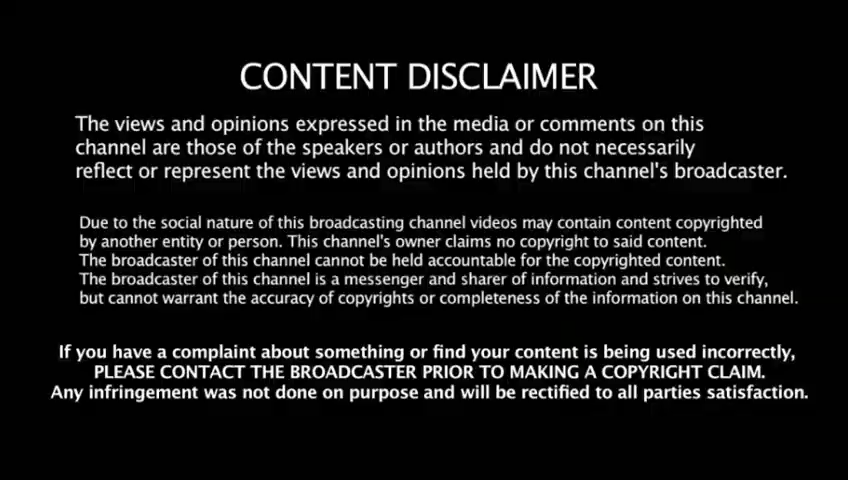 CONTENT DISCLAIMER
The views and opinions expressed in the media or comments on this
channel are those of the speakers or authors and do not necessarily
reflect or represent the views and opinions held by this channel's broadcaster.
Due to the social nature of this broadcasting channel videos may contain content copyrighted
by another entity or person. This channel's owner claims no copyright to said content.
The broadcaster of this channel cannot be held accountable for the copyrighted content.
The broadcaster of this channel is a messenger and sharer of information and strives to verify,
but cannot warrant the accuracy of copyrights or completeness of the information on this channel.
If you have a complaint about something or find your content is being used incorrectly,
PLEASE CONTACT THE BROADCASTER PRIOR TO MAKING A COPYRIGHT CLAIM.
Any infringement was not done on purpose and will be rectified to all parties satisfaction.